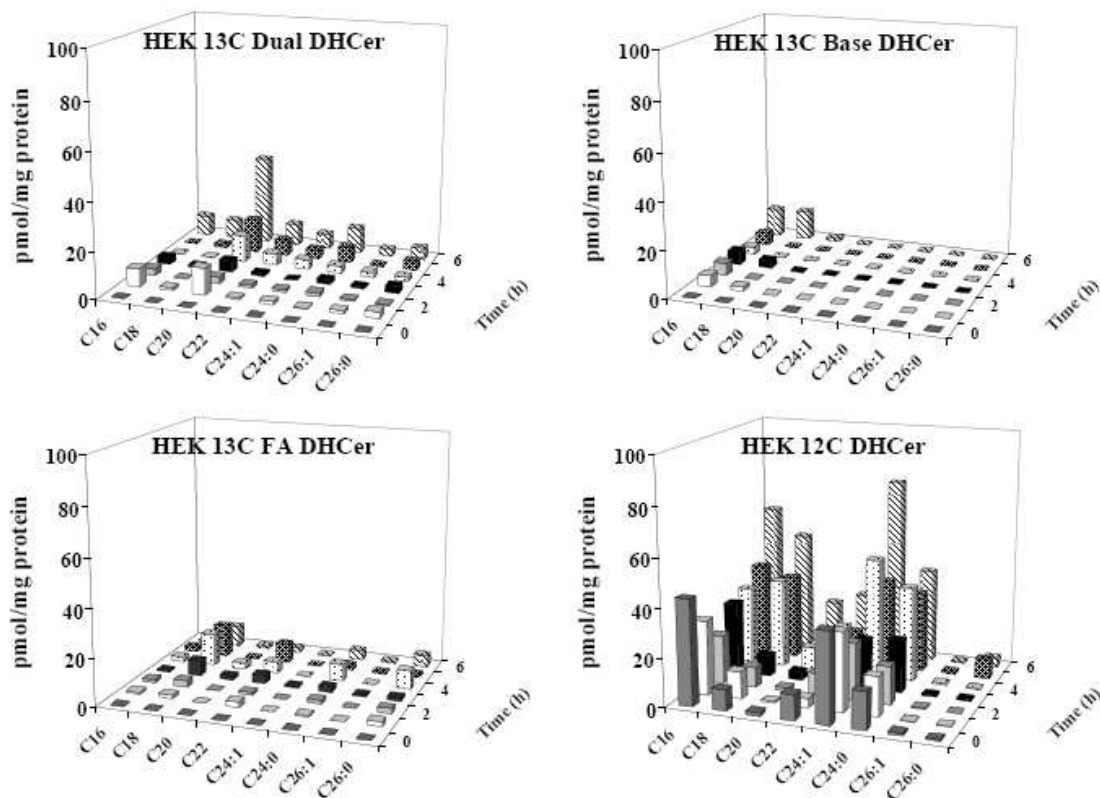 HEK 13C Dual DHCer
pmol/mg protein
100
80
60
40
20
0
C16
C18
C20
C22
C24:1
C24:0
C26:1
C26:0
0
2
4
6
Time (h)
HEK 13C Base DHCer
pmol/mg protein
100
80
60
40
20
0
C16
C18
C20
C22
C24:1
C24:0
C26:1
C26:0
0
2
4
6
Time (h)
HEK 13C FA DHCer
pmol/mg protein
100
80
60
40
20
0
C16
C18
C20
C22
C24:1
C24:0
C26:1
C26:0
0
2
4
6
Time (h)
HEK 12C DHCer
pmol/mg protein
100
80
60
40
20
0
C16
C18
C20
C22
C24:1
C24:0
C26:1
C26:0
0
2
4
6
Time (h)